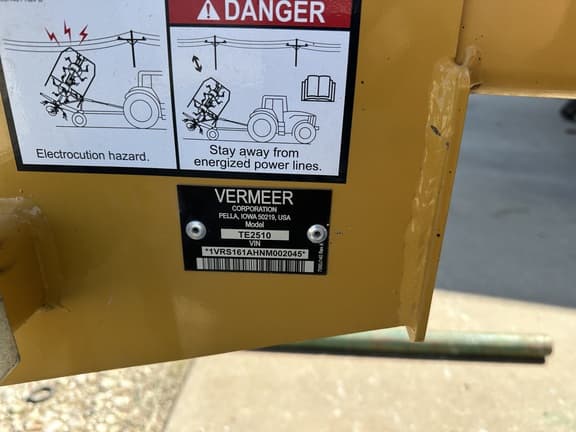 DANGER
Electrocution hazard.
Stay away from
energized power lines.
VERMEER
CORPORATION
PELLA, IOWA 50219, USA
Model
TE2510
VIN
*1VRS161AHNM002045*